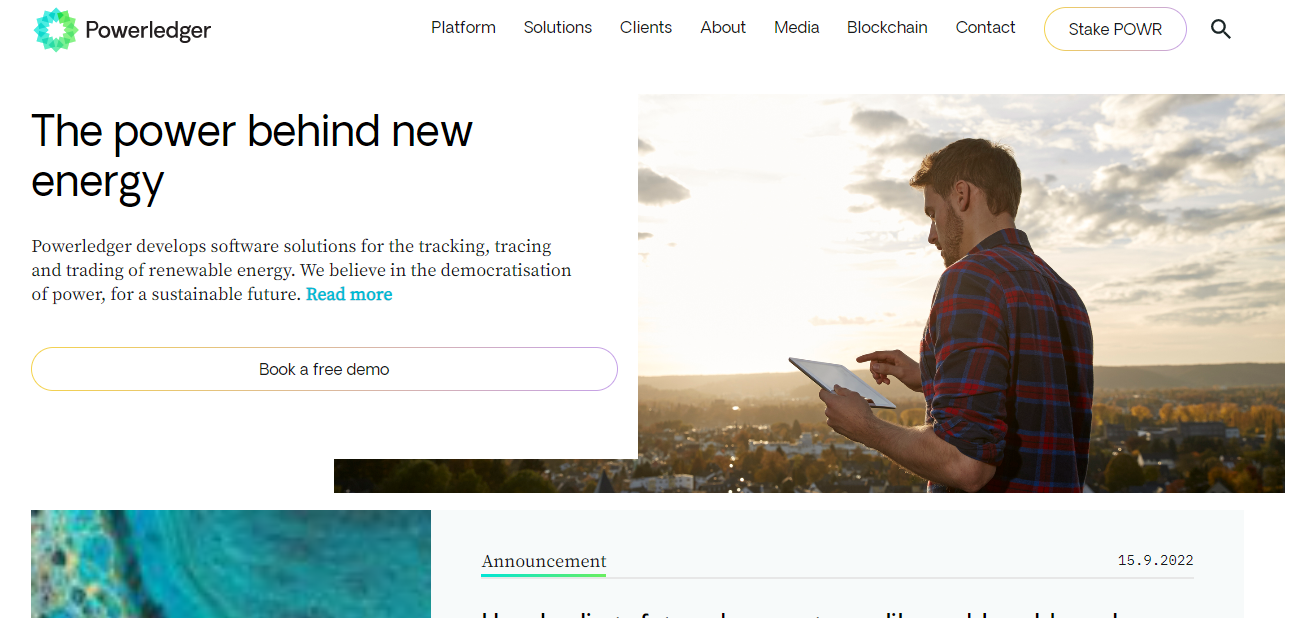 Powerledger
Platform Solutions Clients About Media Blockchain Contact Stake POWR
The power behind new
energy
Powerledger develops software solutions for the tracking, tracing
and trading of renewable energy. We believe in the democratisation
of power, for a sustainable future. Read more
Book a free demo
Announcement 15.9.2022